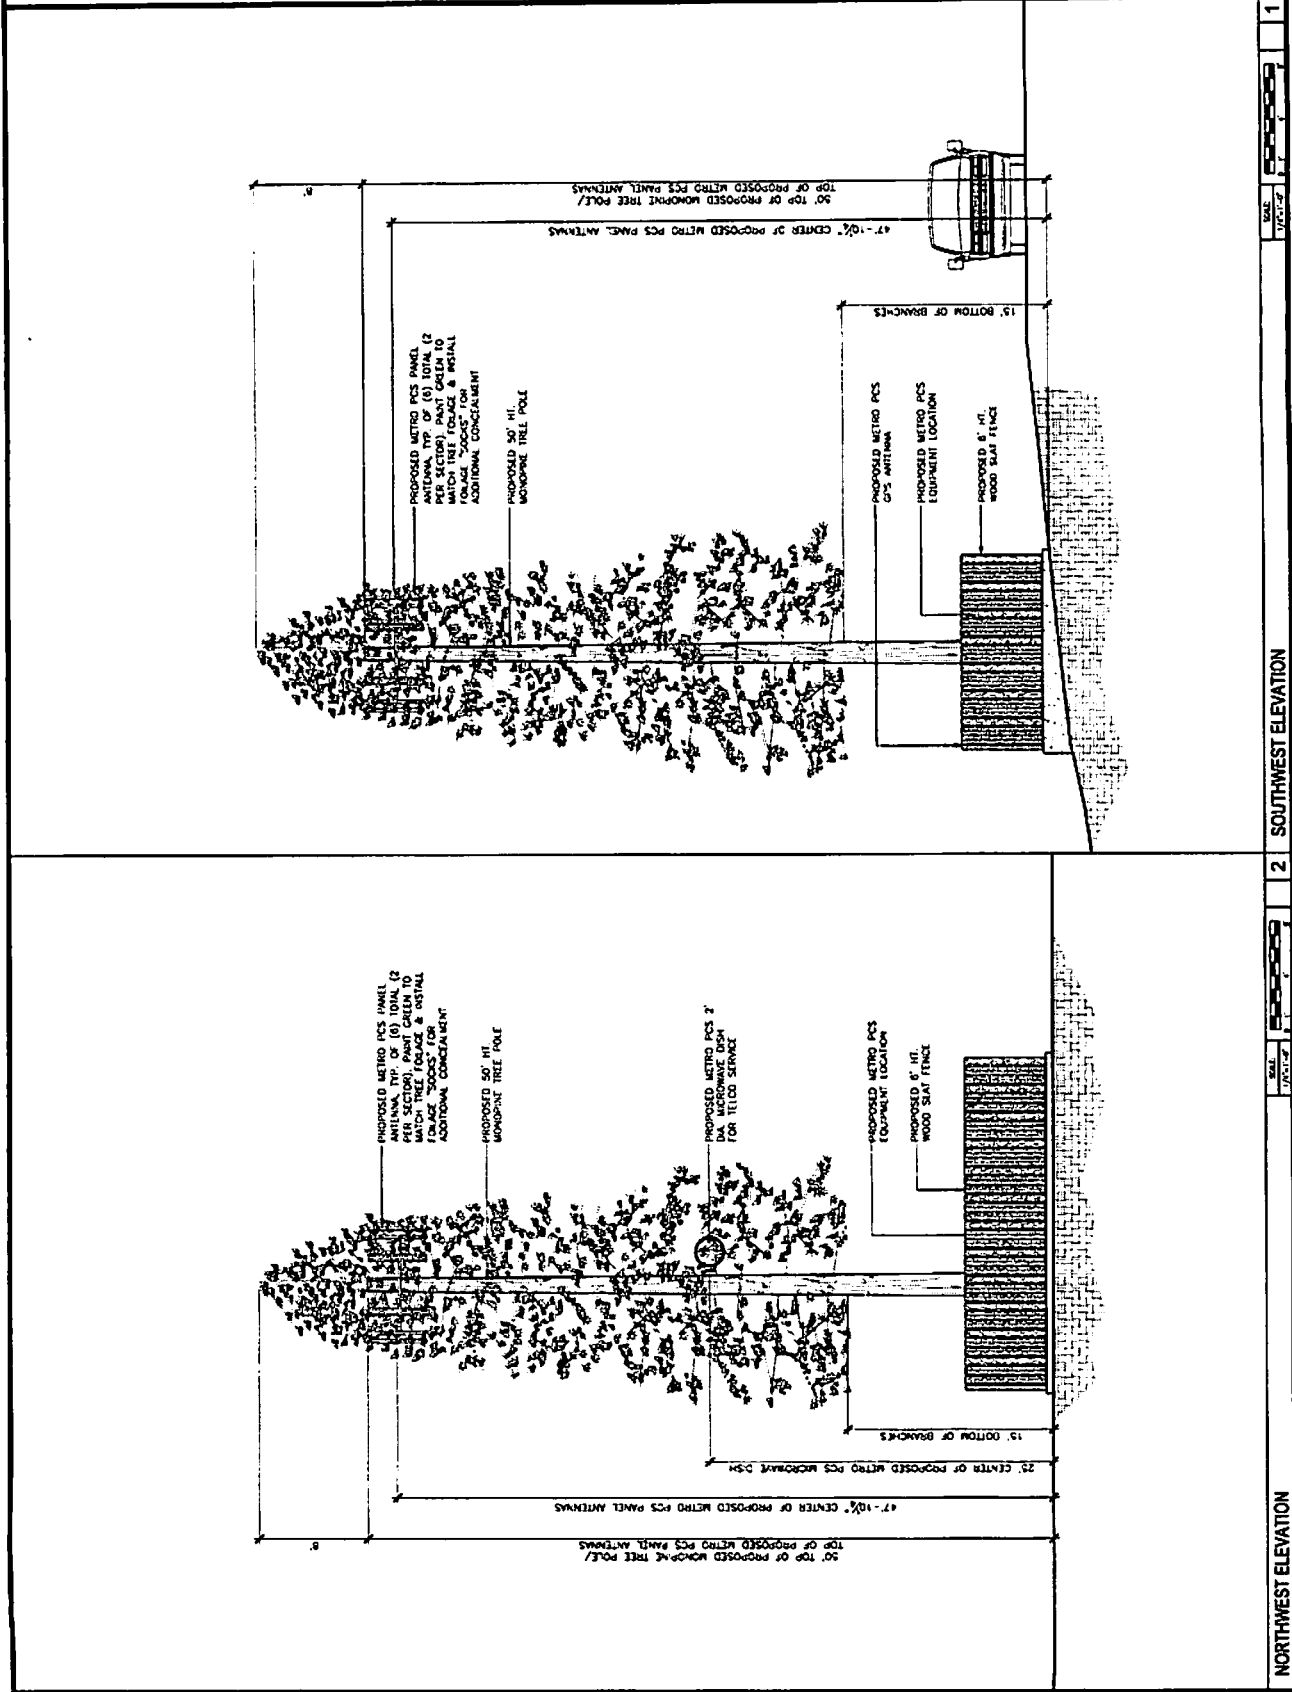 PROPOSED METRO PCS PANEL
ANTENNA, TYP. OF (6) TOTAL (2
PER SECTOR). PAINT GREEN TO
MATCH TREE FOLIAGE & INSTALL
FOLIAGE "SOCKS" FOR
ADDITIONAL CONCEALMENT
PROPOSED 50' HT.
MONOPINE TREE POLE
PROPOSED METRO PCS 2'
DIA. MICROWAVE DISH
FOR TELCO SERVICE
PROPOSED METRO PCS
EQUIPMENT LOCATION
PROPOSED 6' HT.
WOOD SLAT FENCE
15' BOTTOM OF BRANCHES
25' CENTER OF PROPOSED METRO PCS MICROWAVE DISH
CENTER OF PROPOSED METRO PCS PANEL ANTENNAS
50' TOP OF PROPOSED MONOPINE TREE POLE/
TOP OF PROPOSED METRO PCS PANEL ANTENNAS
8'
NORTHWEST ELEVATION
SCALE
2
PROPOSED METRO PCS PANEL
ANTENNA, TYP. OF (6) TOTAL (2
PER SECTOR). PAINT GREEN TO
MATCH TREE FOLIAGE & INSTALL
FOLIAGE "SOCKS" FOR
ADDITIONAL CONCEALMENT
PROPOSED 50' HT.
MONOPINE TREE POLE
PROPOSED METRO PCS
GPS ANTENNA
PROPOSED METRO PCS
EQUIPMENT LOCATION
PROPOSED 6' HT.
WOOD SLAT FENCE
15' BOTTOM OF BRANCHES
CENTER OF PROPOSED METRO PCS PANEL ANTENNAS
50' TOP OF PROPOSED MONOPINE TREE POLE/
TOP OF PROPOSED METRO PCS PANEL ANTENNAS
8'
SOUTHWEST ELEVATION
SCALE
1